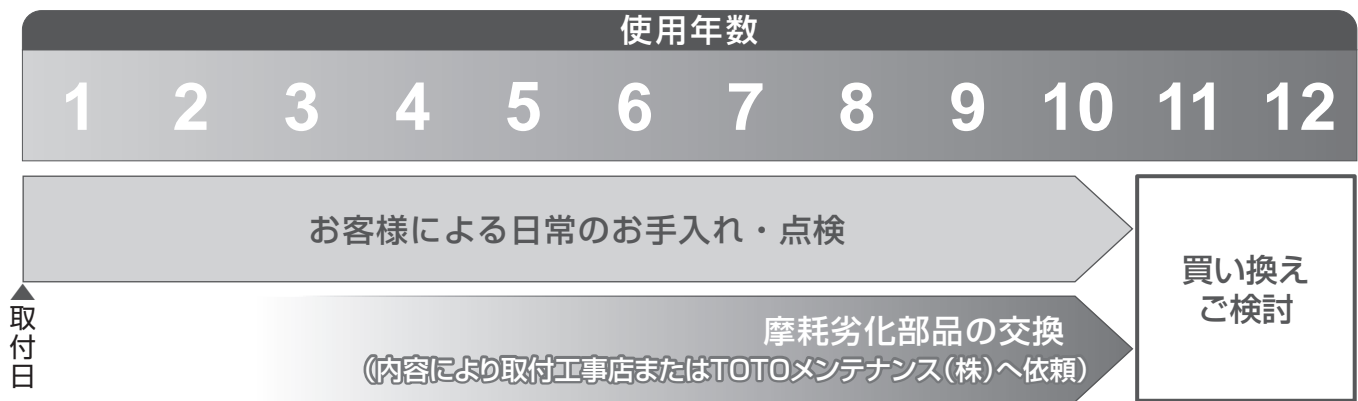 使用年数
1 2 3 4 5 6 7 8 9 10 11 12
お客様による日常のお手入れ・点検
買い換え
ご検討
取付日
摩耗劣化部品の交換
(内容により取付工事店またはTOTOメンテナンス(株)へ依頼)